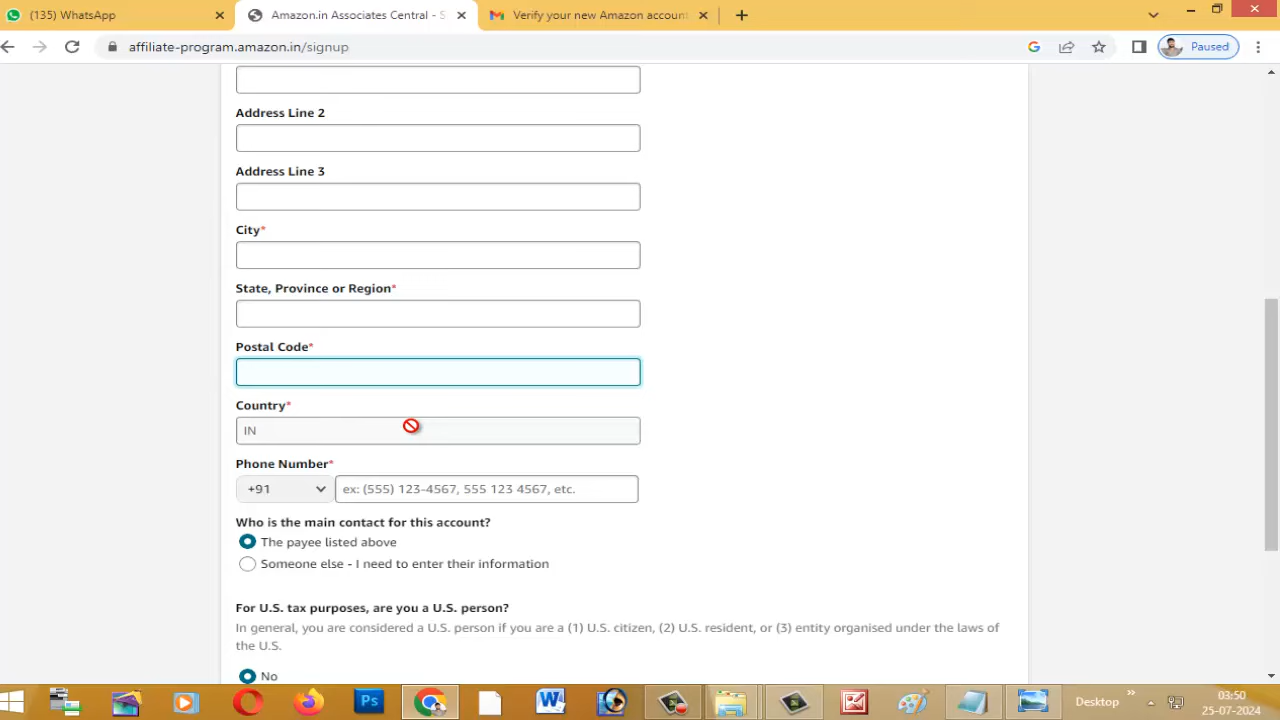 (135) WhatsApp
Amazon.in Associates Central - S
Verify your new Amazon account
affiliate-program.amazon.in/signup
Paused
Address Line 2
Address Line 3
City*
State, Province or Region*
Postal Code*
Country*
IN
Phone Number*
+91
ex: (555) 123-4567, 555 123 4567, etc.
Who is the main contact for this account?
The payee listed above
Someone else - I need to enter their information
For U.S. tax purposes, are you a U.S. person?
In general, you are considered a U.S. person if you are a (1) U.S. citizen, (2) U.S. resident, or (3) entity organised under the laws of
the U.S.
No
Ps
Desktop
03:50
25-07-2024